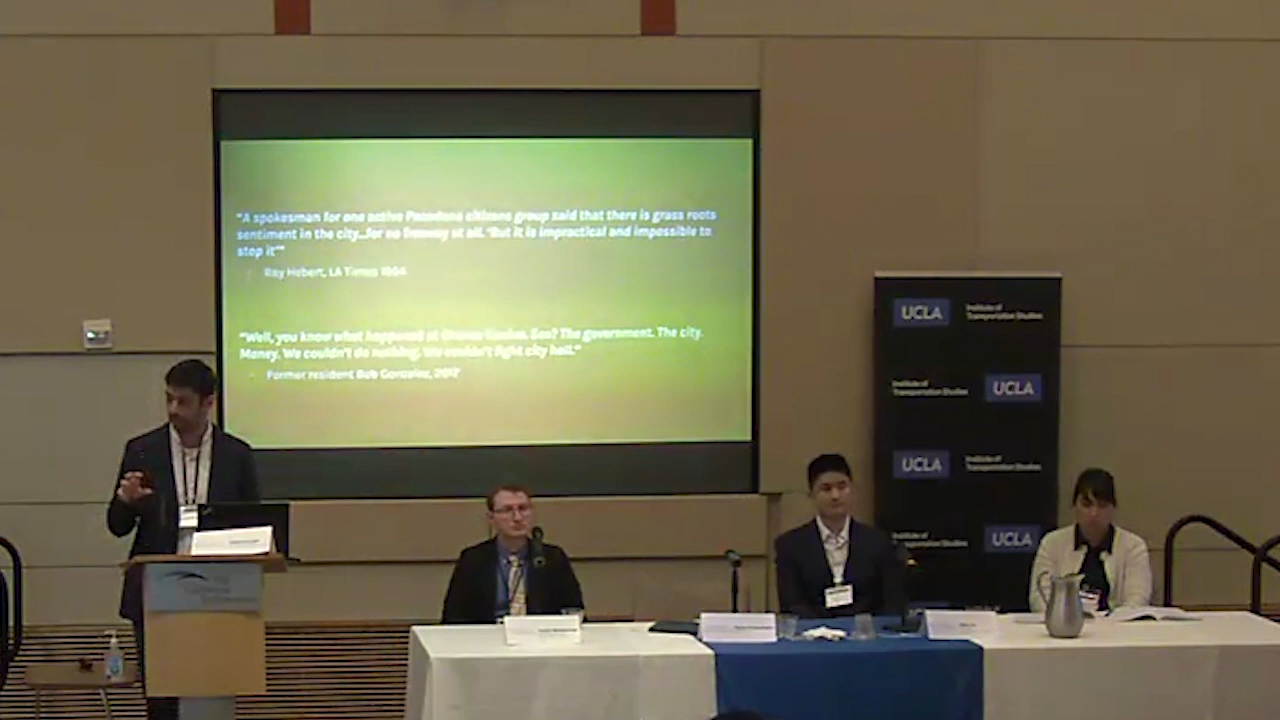 "A spokesman for one active Pasadena citizens group said that there is grass roots
sentiment in the city...for no freeway at all. 'But it is impractical and impossible to
stop it'"
Ray Hebert, LA Times 1964
"Well, you know what happened at Chavez Ravine. Gee? The government. The city.
Money. We couldn't do nothing. We couldn't fight city hall."
- Former resident Bob Gonzalez, 2017
UCLA Institute of
Transportation Studies
Institute of
Transportation Studies UCLA
UCLA Institute of
Transportation Studies
Institute of
Transportation Studies UCLA